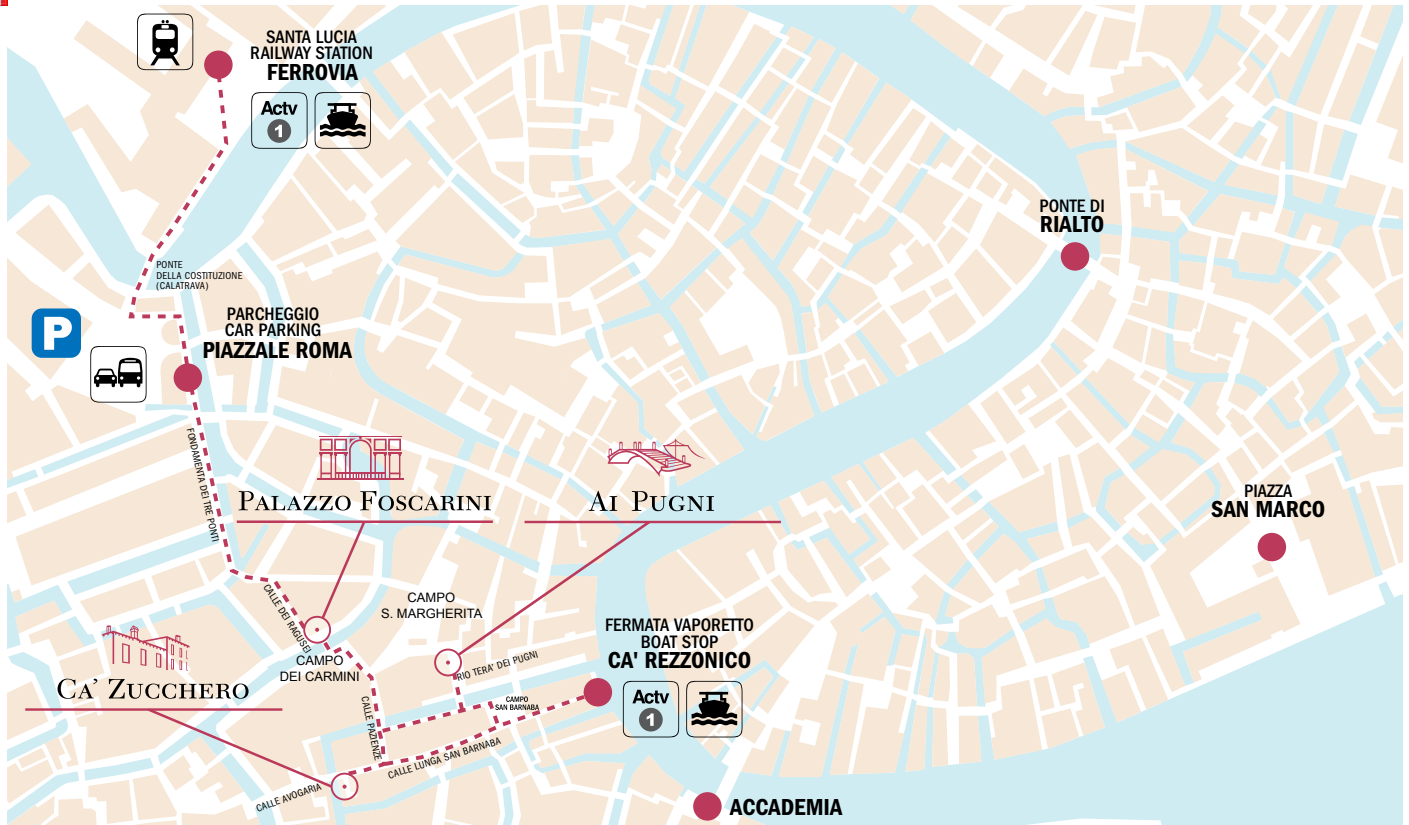 SANTA LUCIA
RAILWAY STATION
FERROVIA
Actv
1
PONTE DI
RIALTO
PONTE
DELLA COSTITUZIONE
(CALATRAVA)
P
PARCHEGGIO
CAR PARKING
PIAZZALE ROMA
FONDAMENTA DEI TRE PONTI
PALAZZO FOSCARINI
AI PUGNI
PIAZZA
SAN MARCO
CALLE DEI RAGUSEI
CAMPO
S. MARGHERITA
CAMPO
DEI CARMINI
FERMATA VAPORETTO
BOAT STOP
CA' REZZONICO
Actv
1
RIO TERA' DEI PUGNI
CA' ZUCCHERO
CALLE PAZIENZE
CAMPO
SAN BARNABA
CALLE LUNGA SAN BARNABA
CALLE AVOGARIA
ACCADEMIA